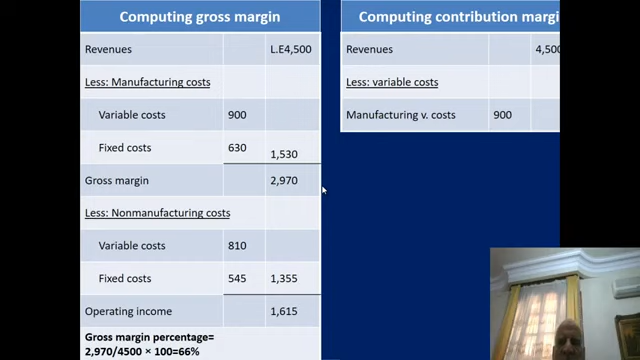 Computing gross margin
Revenues L.E4,500
Less: Manufacturing costs
Variable costs 900
Fixed costs 630 1,530
Gross margin 2,970
Less: Nonmanufacturing costs
Variable costs 810
Fixed costs 545 1,355
Operating income 1,615
Gross margin percentage=
2,970/4500 × 100=66%
Computing contribution margi
Revenues 4,500
Less: variable costs
Manufacturing v. costs 900